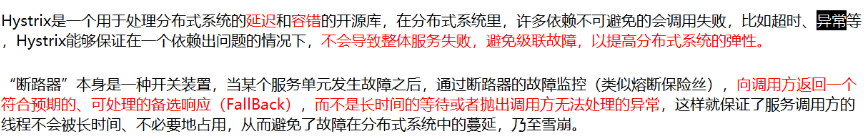 Hystrix是一个用于处理分布式系统的延迟和容错的开源库，在分布式系统里，许多依赖不可避免的会调用失败，比如超时、异常等
，Hystrix能够保证在一个依赖出问题的情况下，不会导致整体服务失败，避免级联故障，以提高分布式系统的弹性。
“断路器”本身是一种开关装置，当某个服务单元发生故障之后，通过断路器的故障监控（类似熔断保险丝），向调用方返回一个
符合预期的、可处理的备选响应（FallBack），而不是长时间的等待或者抛出调用方无法处理的异常，这样就保证了服务调用方的
线程不会被长时间、不必要地占用，从而避免了故障在分布式系统中的蔓延，乃至雪崩。